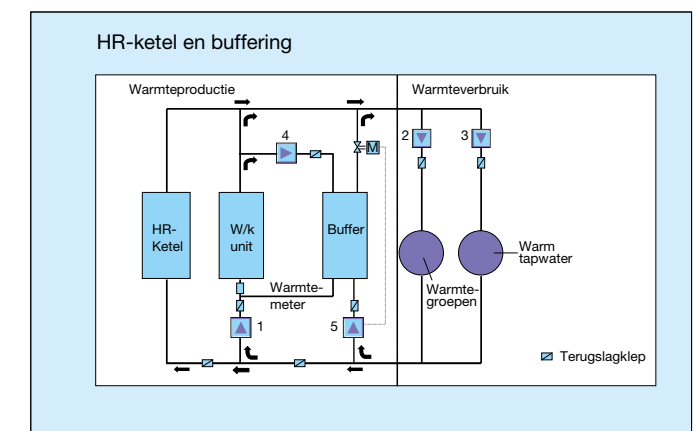 HR-ketel en buffering
Warmteproductie
Warmteverbruik
4
2
3
M
HR-
Ketel
W/k
unit
Buffer
Warm
tapwater
Warmte-
meter
Warmte-
groepen
1
5
Terugslagklep